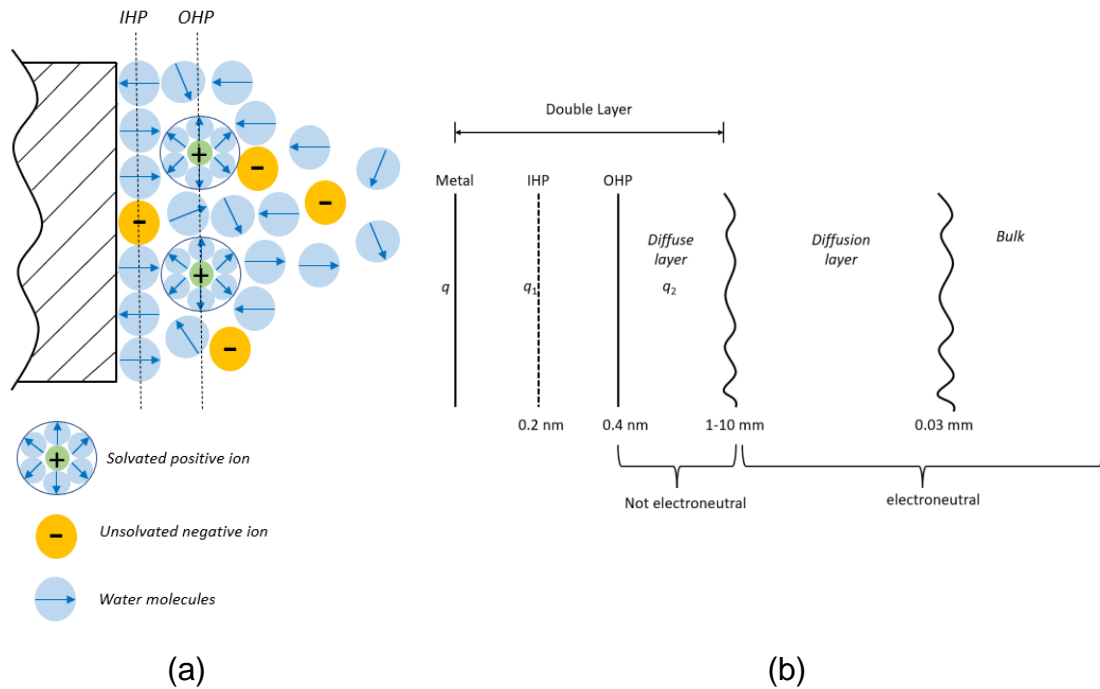 IHP OHP
+
-
-
-
+
-
Solvated positive ion
+
Unsolvated negative ion
-
Water molecules
(a)
Double Layer
Metal IHP OHP
Diffuse
layer
Diffusion
layer
Bulk
q q₁ q₂
0.2 nm 0.4 nm 1-10 mm 0.03 mm
Not electroneutral electroneutral
(b)